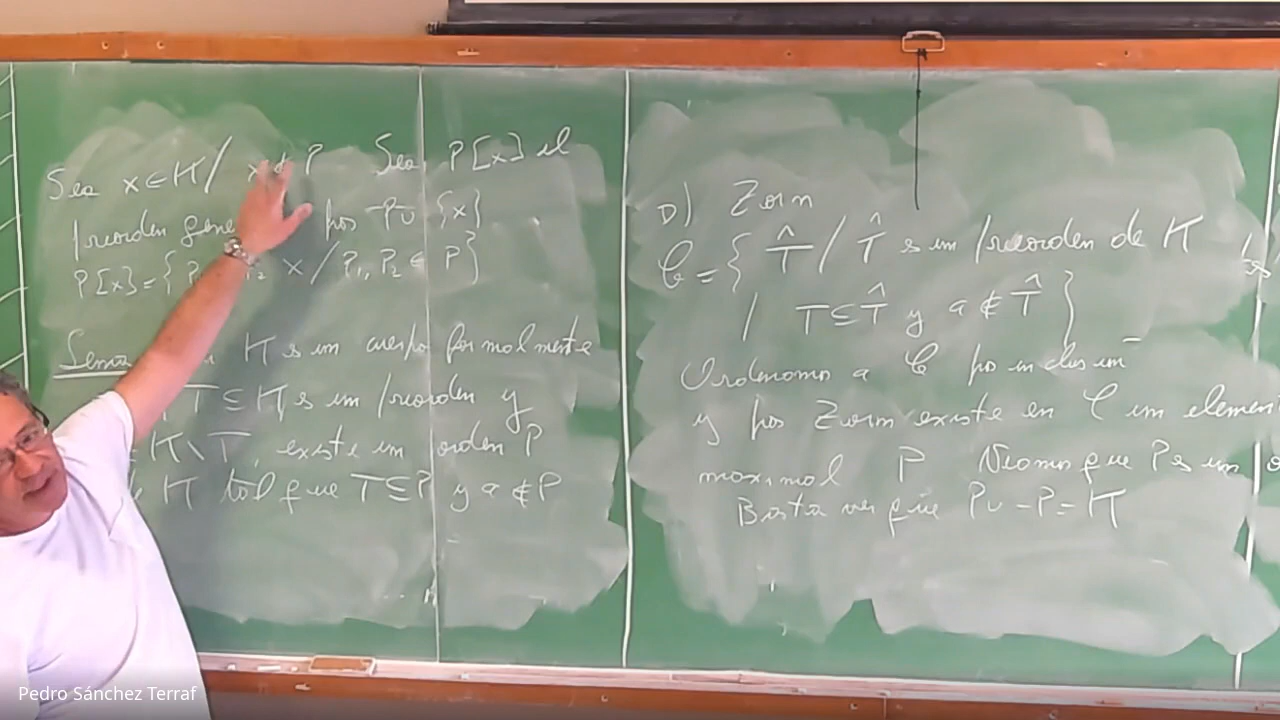 Sea x ∈ K / x ∉ P Sea P[x] el
preorden gene por P ∪ {x}
P[x] = { P₁ P₂ x / P₁, P₂ ∈ P }
Lema K es un cuerpo formalmente
T ⊆ K es un preorden y
K \ T, existe un orden P
K tal que T ⊆ P y a ∉ P
D) Zorn
C = { T̂ / T̂ es un preorden de K
/ T ⊆ T̂ y a ∉ T̂ }
Ordenamos a C por inclusión
y por Zorn existe en C un elemen
maximal P Veamos que P es un
Basta ver que P ∪ -P = K
Pedro Sánchez Terraf